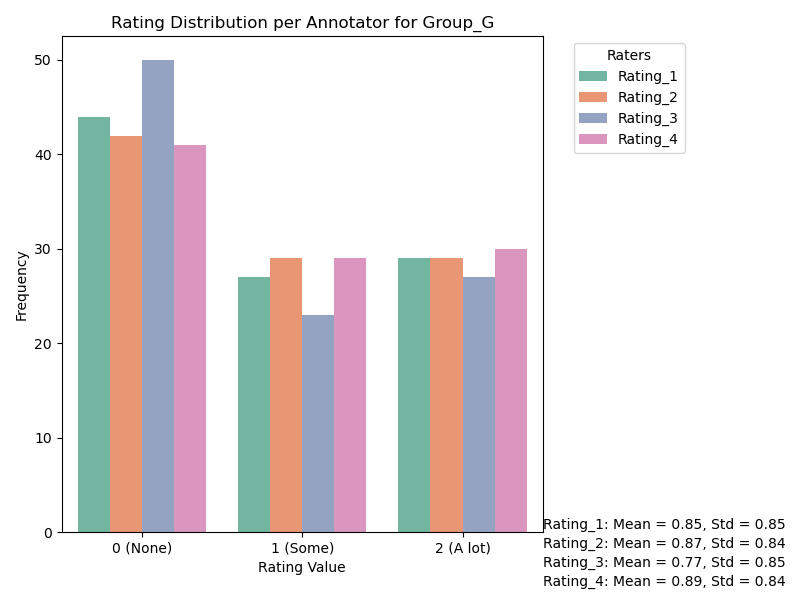 Rating Distribution per Annotator for Group_G
Raters
Rating_1
Rating_2
Rating_3
Rating_4
Frequency
50
40
30
20
10
0
0 (None)
1 (Some)
2 (A lot)
Rating Value
Rating_1: Mean = 0.85, Std = 0.85
Rating_2: Mean = 0.87, Std = 0.84
Rating_3: Mean = 0.77, Std = 0.85
Rating_4: Mean = 0.89, Std = 0.84